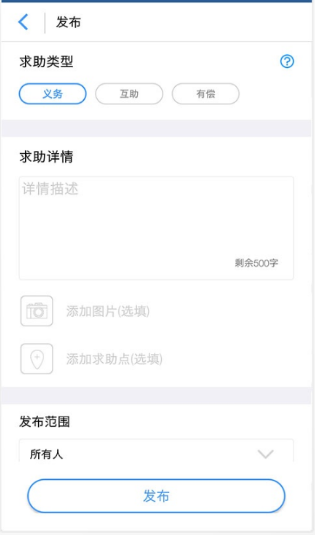 发布
求助类型
义务
互助
有偿
求助详情
详情描述
剩余500字
添加图片(选填)
添加求助点(选填)
发布范围
所有人
发布